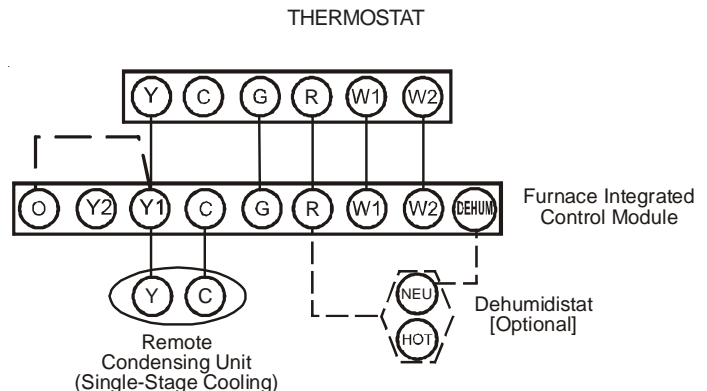 THERMOSTAT
Y C G R W1 W2
O Y2 Y1 C G R W1 W2 DEHUM
Furnace Integrated
Control Module
Y C
NEU
HOT
Dehumidistat
[Optional]
Remote
Condensing Unit
(Single-Stage Cooling)